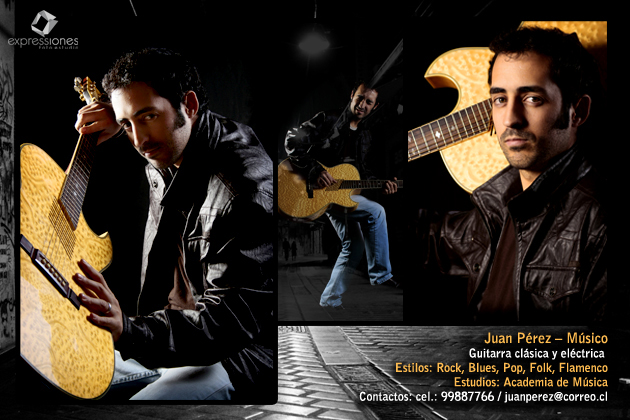 expressiones
foto estudio
Juan Pérez – Músico
Guitarra clásica y eléctrica
Estilos: Rock, Blues, Pop, Folk, Flamenco
Estudios: Academia de Música
Contactos: cel.: 99887766 / juanperez@correo.cl